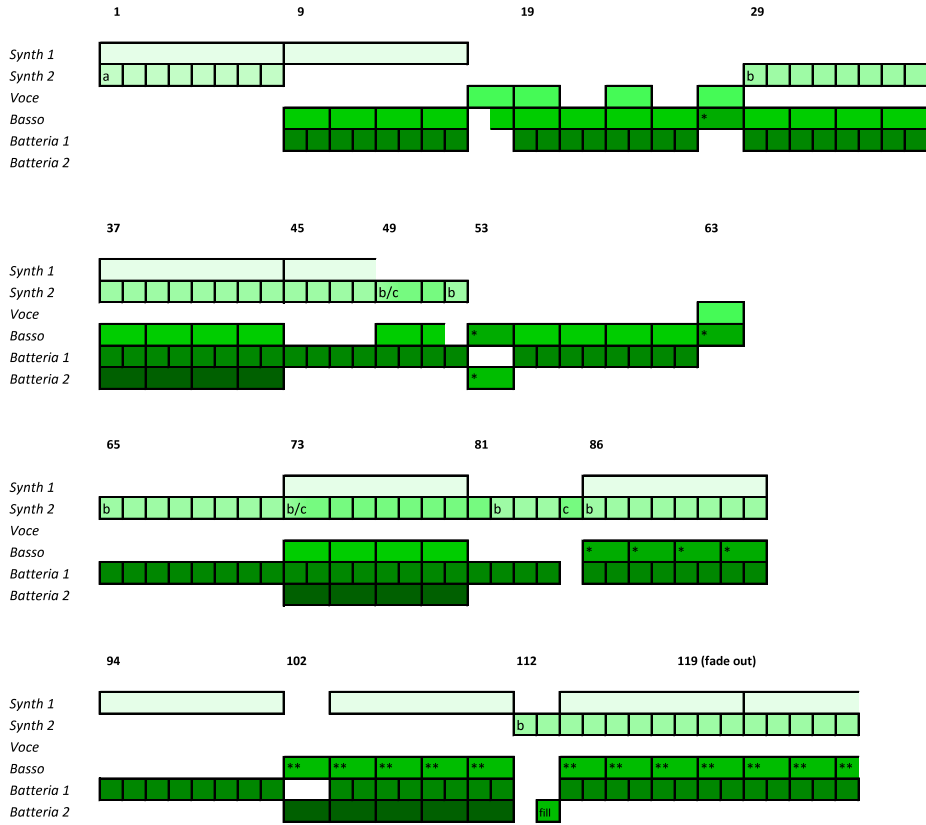 1 9 19 29
Synth 1
Synth 2 a b
Voce
Basso *
Batteria 1
Batteria 2
37 45 49 53 63
Synth 1
Synth 2 b/c b
Voce
Basso * *
Batteria 1
Batteria 2 *
65 73 81 86
Synth 1
Synth 2 b b/c b c b
Voce
Basso * * * *
Batteria 1
Batteria 2
94 102 112 119 (fade out)
Synth 1
Synth 2 b
Voce
Basso ** ** ** ** ** ** ** ** ** ** ** **
Batteria 1
Batteria 2 fill